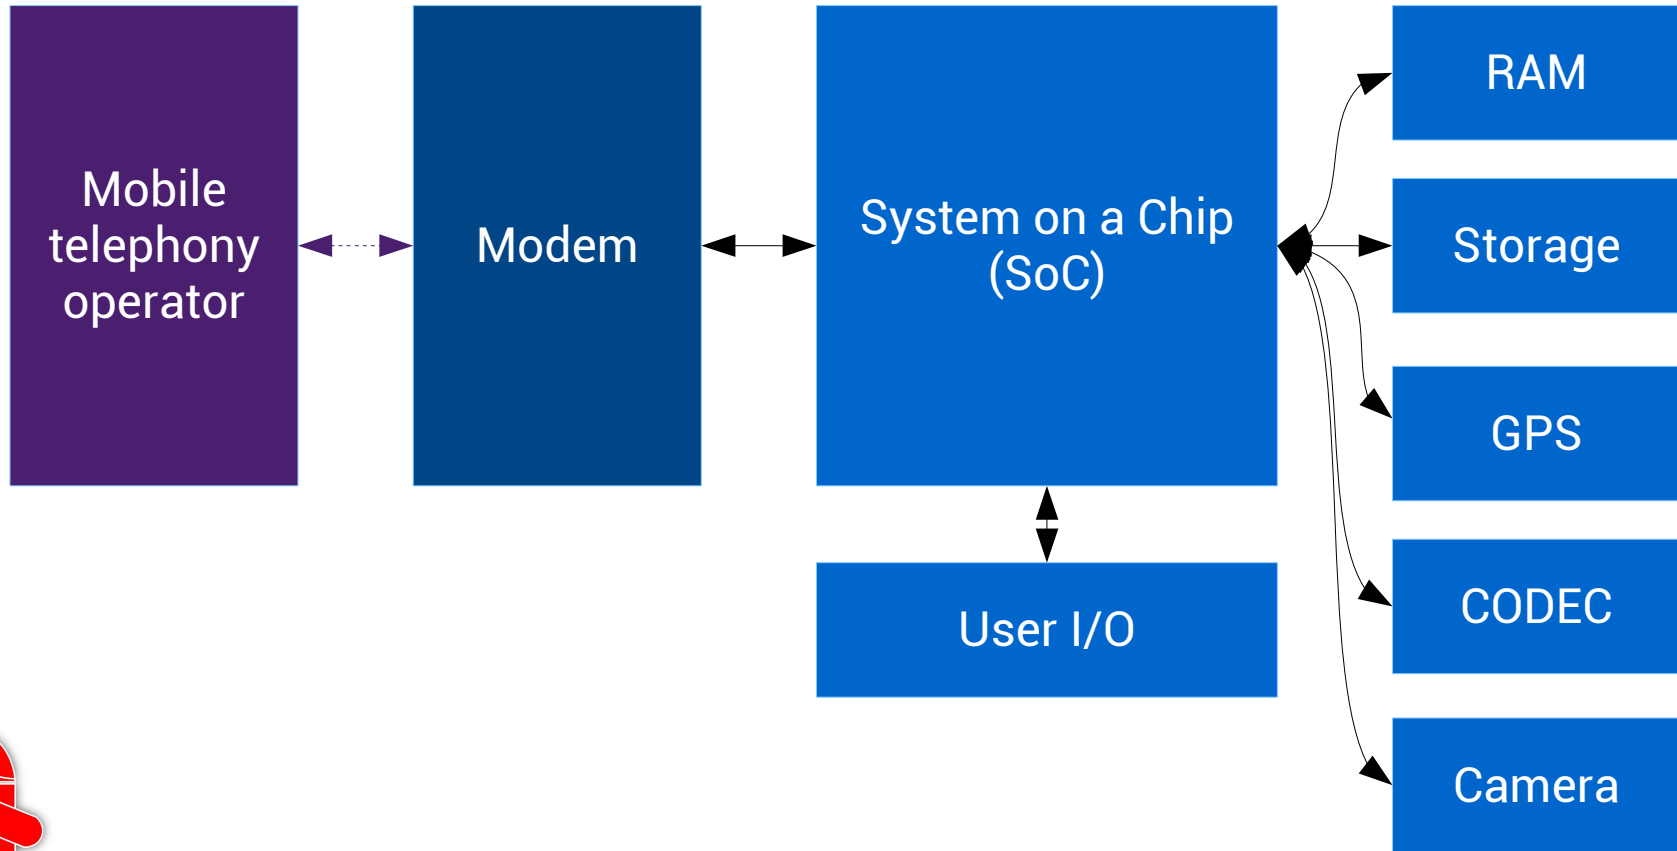 Mobile
telephony
operator
Modem
System on a Chip
(SoC)
User I/O
RAM
Storage
GPS
CODEC
Camera